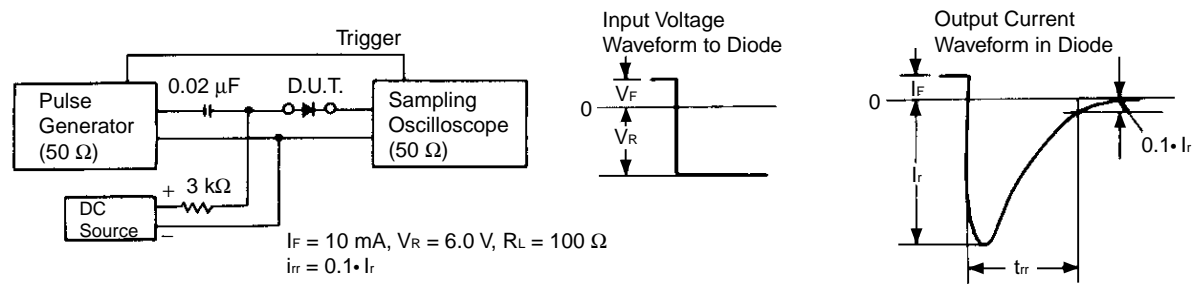 Trigger
0.02 µF
D.U.T.
Pulse
Generator
(50 Ω)
Sampling
Oscilloscope
(50 Ω)
+
3 kΩ
DC
Source
−
IF = 10 mA, VR = 6.0 V, RL = 100 Ω
irr = 0.1• Ir
Input Voltage
Waveform to Diode
VF
0
VR
Output Current
Waveform in Diode
IF
0
Ir
0.1• Ir
trr